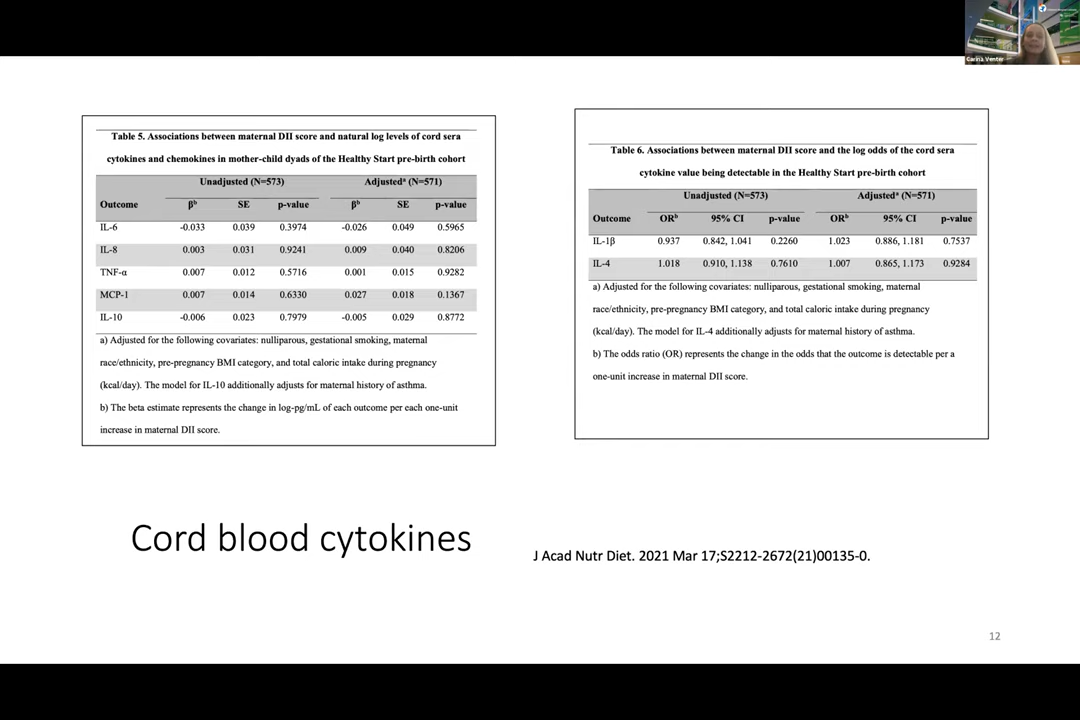 Carina Venter
Table 5. Associations between maternal DII score and natural log levels of cord sera
cytokines and chemokines in mother-child dyads of the Healthy Start pre-birth cohort
Unadjusted (N=573) Adjustedᵃ (N=571)
Outcome βᵇ SE p-value βᵇ SE p-value
IL-6 -0.033 0.039 0.3974 -0.026 0.049 0.5965
IL-8 0.003 0.031 0.9241 0.009 0.040 0.8206
TNF-α 0.007 0.012 0.5716 0.001 0.015 0.9282
MCP-1 0.007 0.014 0.6330 0.027 0.018 0.1367
IL-10 -0.006 0.023 0.7979 -0.005 0.029 0.8772
a) Adjusted for the following covariates: nulliparous, gestational smoking, maternal
race/ethnicity, pre-pregnancy BMI category, and total caloric intake during pregnancy
(kcal/day). The model for IL-10 additionally adjusts for maternal history of asthma.
b) The beta estimate represents the change in log-pg/mL of each outcome per each one-unit
increase in maternal DII score.
Table 6. Associations between maternal DII score and the log odds of the cord sera
cytokine value being detectable in the Healthy Start pre-birth cohort
Unadjusted (N=573) Adjustedᵃ (N=571)
Outcome ORᵇ 95% CI p-value ORᵇ 95% CI p-value
IL-1β 0.937 0.842, 1.041 0.2260 1.023 0.886, 1.181 0.7537
IL-4 1.018 0.910, 1.138 0.7610 1.007 0.865, 1.173 0.9284
a) Adjusted for the following covariates: nulliparous, gestational smoking, maternal
race/ethnicity, pre-pregnancy BMI category, and total caloric intake during pregnancy
(kcal/day). The model for IL-4 additionally adjusts for maternal history of asthma.
b) The odds ratio (OR) represents the change in the odds that the outcome is detectable per a
one-unit increase in maternal DII score.
Cord blood cytokines
J Acad Nutr Diet. 2021 Mar 17;S2212-2672(21)00135-0.
12